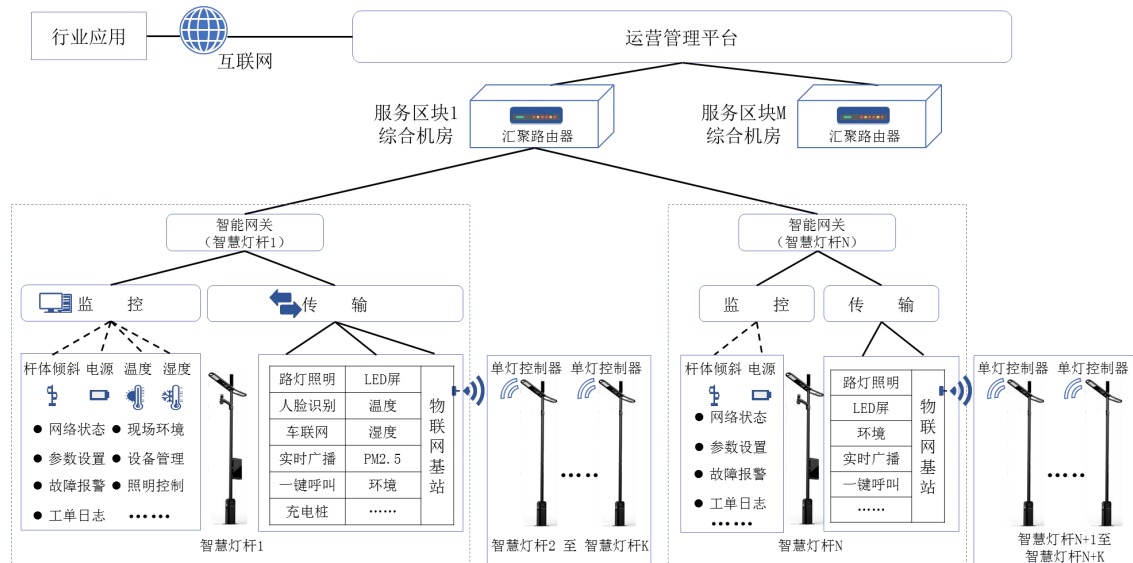 行业应用
互联网
运营管理平台
服务区块1
综合机房
汇聚路由器
服务区块M
综合机房
汇聚路由器
智能网关
（智慧灯杆1）
智能网关
（智慧灯杆N）
监 控
传 输
监 控
传 输
杆体倾斜 电源 温度 湿度
● 网络状态 ● 现场环境
● 参数设置 ● 设备管理
● 故障报警 ● 照明控制
● 工单日志 ……
路灯照明 LED屏
人脸识别 温度
车联网 湿度
实时广播 PM2.5
一键呼叫 环境
充电桩 ……
物联网基站
智慧灯杆1
单灯控制器 单灯控制器
……
智慧灯杆2 至 智慧灯杆K
杆体倾斜 电源
● 网络状态
● 参数设置
● 故障报警
● 工单日志
……
路灯照明
LED屏
环境
实时广播
一键呼叫
……
物联网基站
智慧灯杆N
单灯控制器 单灯控制器
……
智慧灯杆N+1至
智慧灯杆N+K